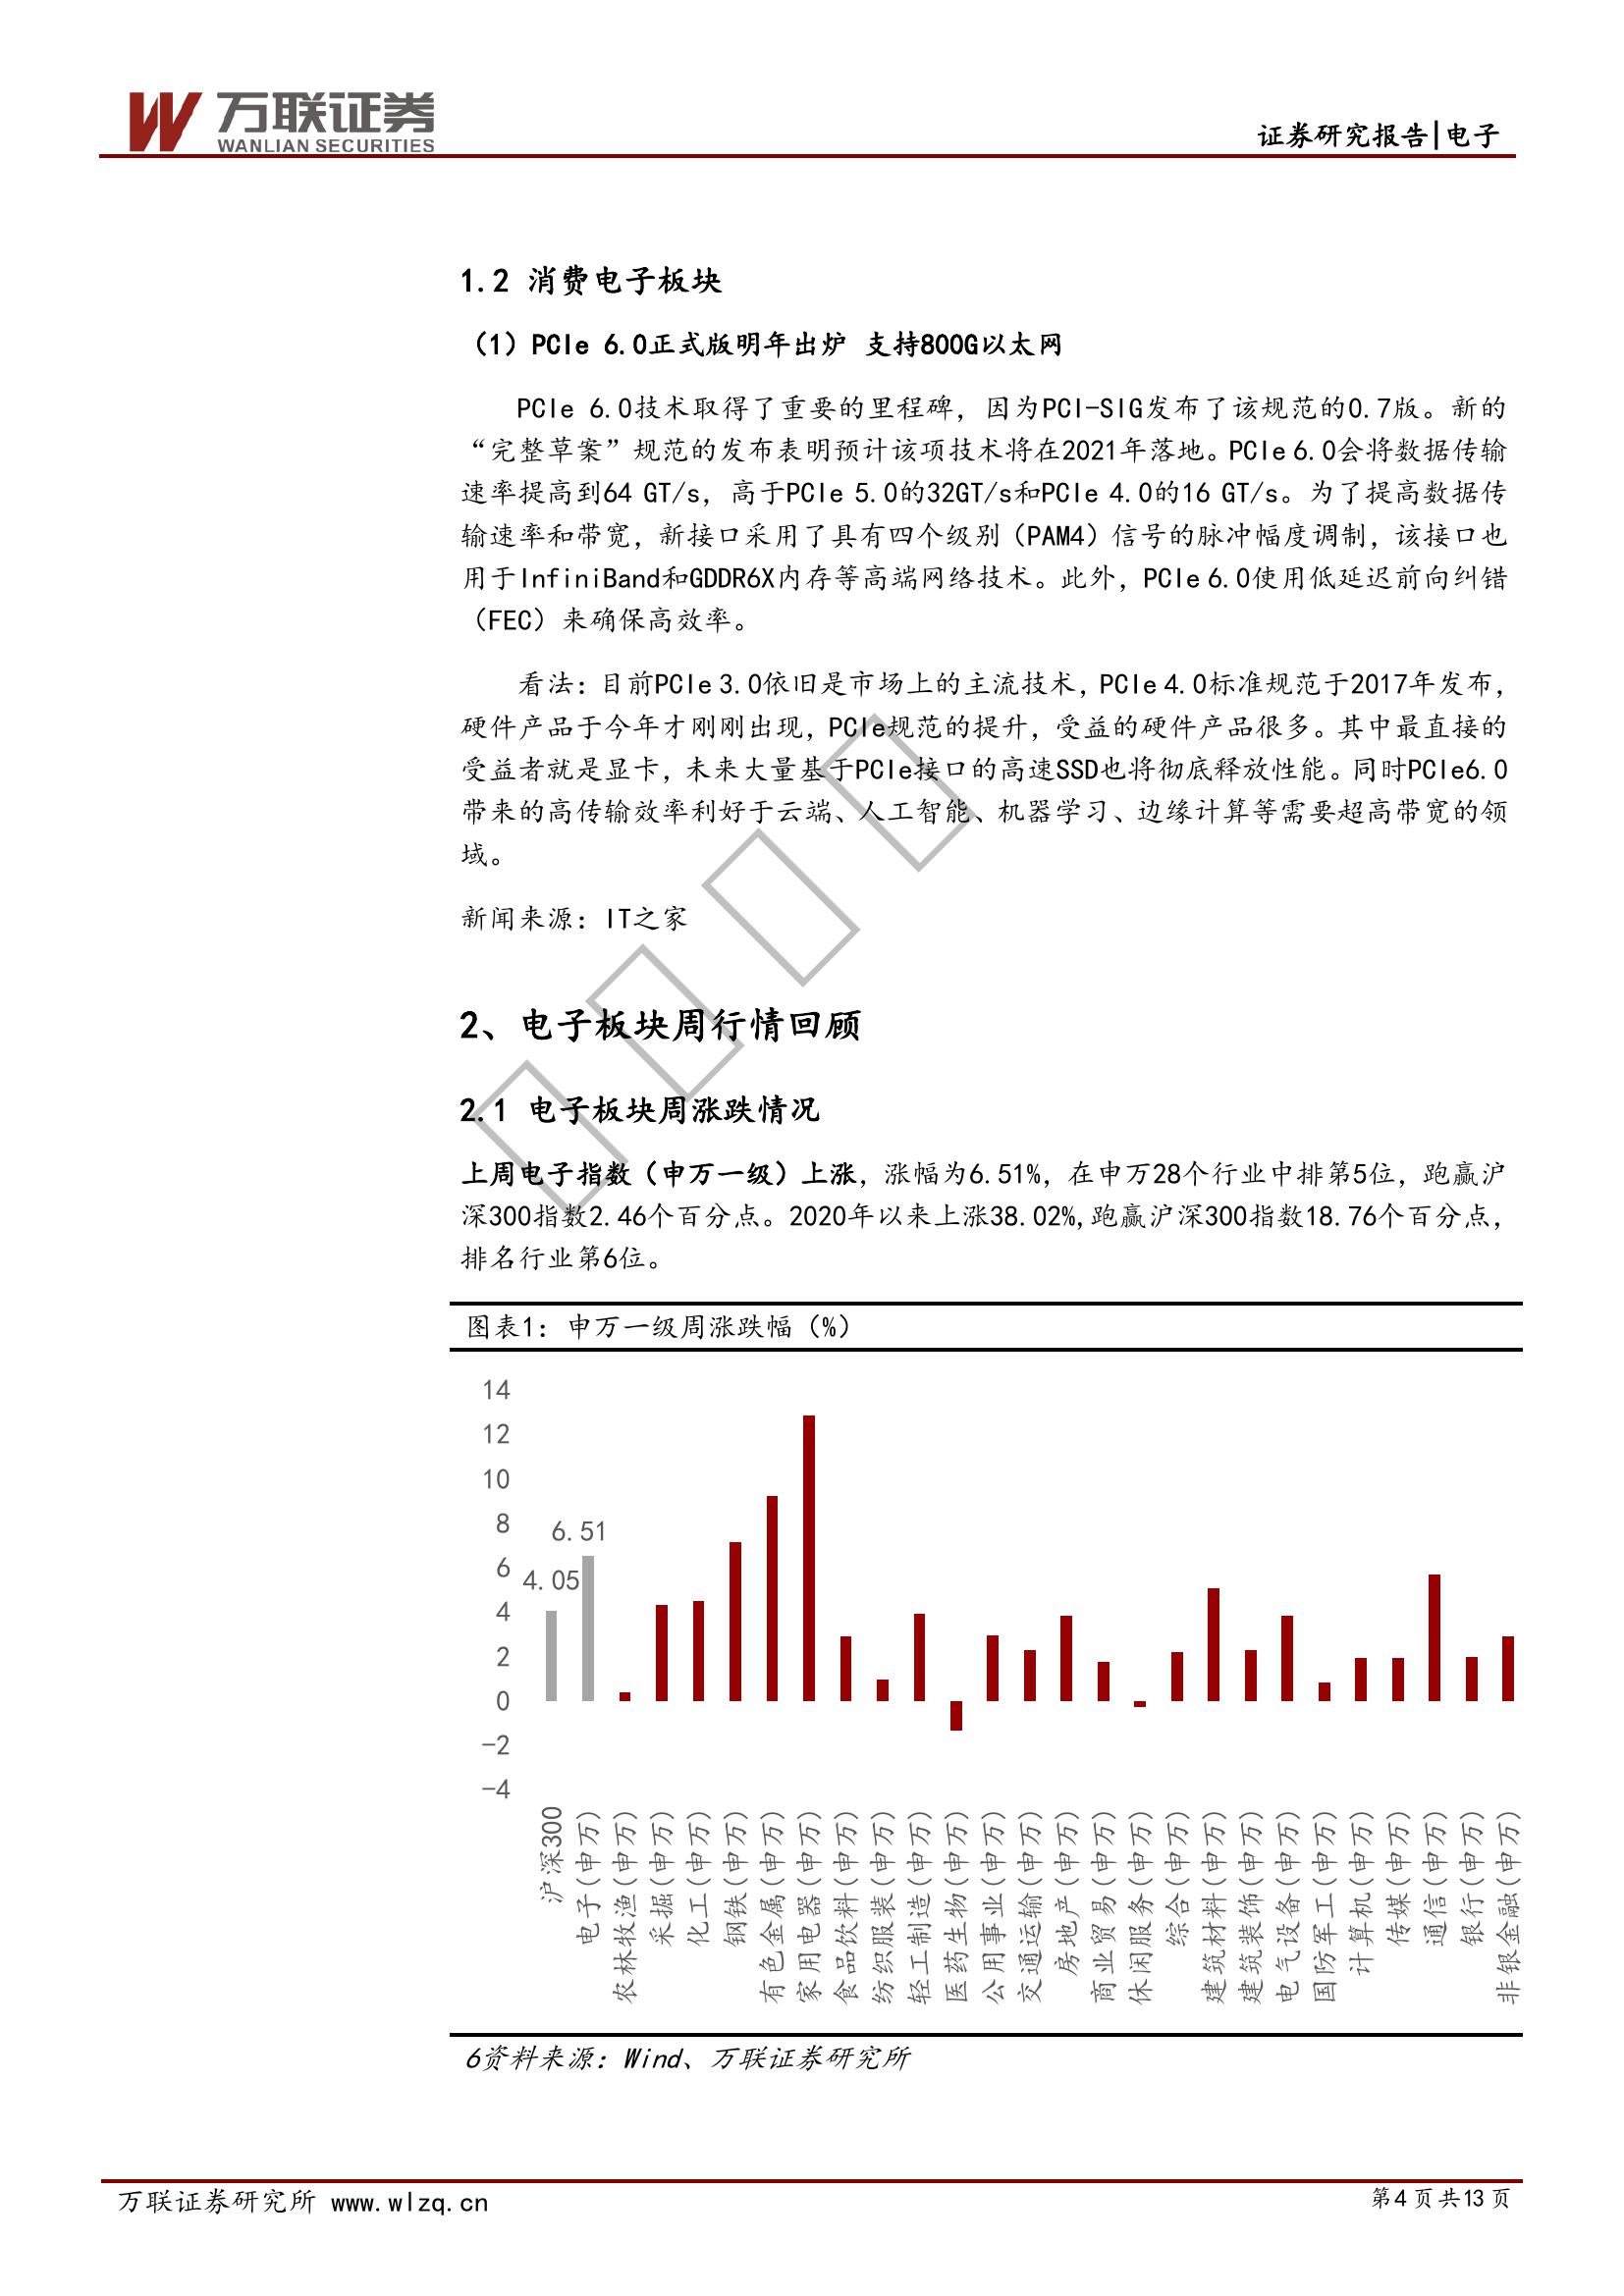 万联证券
WANLIAN SECURITIES
证券研究报告|电子
1.2 消费电子板块
（1）PCIe 6.0正式版明年出炉 支持800G以太网
PCIe 6.0技术取得了重要的里程碑，因为PCI-SIG发布了该规范的0.7版。新的
“完整草案”规范的发布表明预计该项技术将在2021年落地。PCIe 6.0会将数据传输
速率提高到64 GT/s，高于PCIe 5.0的32GT/s和PCIe 4.0的16 GT/s。为了提高数据传
输速率和带宽，新接口采用了具有四个级别（PAM4）信号的脉冲幅度调制，该接口也
用于InfiniBand和GDDR6X内存等高端网络技术。此外，PCIe 6.0使用低延迟前向纠错
（FEC）来确保高效率。
看法：目前PCIe 3.0依旧是市场上的主流技术，PCIe 4.0标准规范于2017年发布，
硬件产品于今年才刚刚出现，PCIe规范的提升，受益的硬件产品很多。其中最直接的
受益者就是显卡，未来大量基于PCIe接口的高速SSD也将彻底释放性能。同时PCIe6.0
带来的高传输效率利好于云端、人工智能、机器学习、边缘计算等需要超高带宽的领
域。
新闻来源：IT之家
2、电子板块周行情回顾
2.1 电子板块周涨跌情况
上周电子指数（申万一级）上涨，涨幅为6.51%，在申万28个行业中排第5位，跑赢沪
深300指数2.46个百分点。2020年以来上涨38.02%,跑赢沪深300指数18.76个百分点，
排名行业第6位。
图表1：申万一级周涨跌幅（%）
14
12
10
8
6
4
2
0
-2
-4
4.05
6.51
沪深300
电子(申万)
农林牧渔(申万)
采掘(申万)
化工(申万)
钢铁(申万)
有色金属(申万)
家用电器(申万)
食品饮料(申万)
纺织服装(申万)
轻工制造(申万)
医药生物(申万)
公用事业(申万)
交通运输(申万)
房地产(申万)
商业贸易(申万)
休闲服务(申万)
综合(申万)
建筑材料(申万)
建筑装饰(申万)
电气设备(申万)
国防军工(申万)
计算机(申万)
传媒(申万)
通信(申万)
银行(申万)
非银金融(申万)
6资料来源：Wind、万联证券研究所
万联证券研究所 www.wlzq.cn
第4页共13页